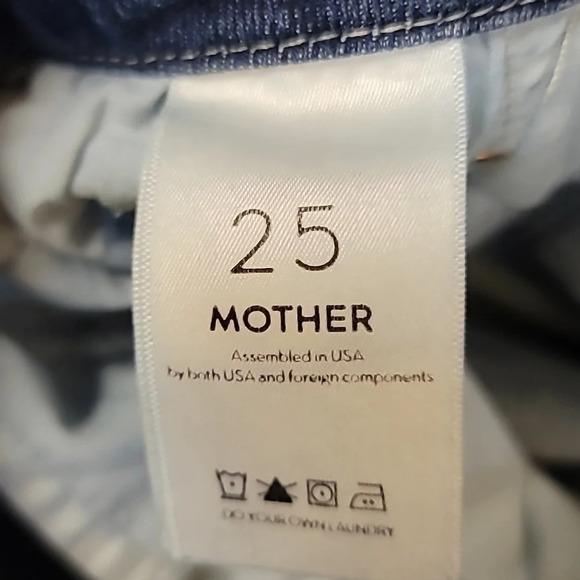 25
MOTHER
Assembled in USA
by both USA and foreign components
DO YOUR OWN LAUNDRY